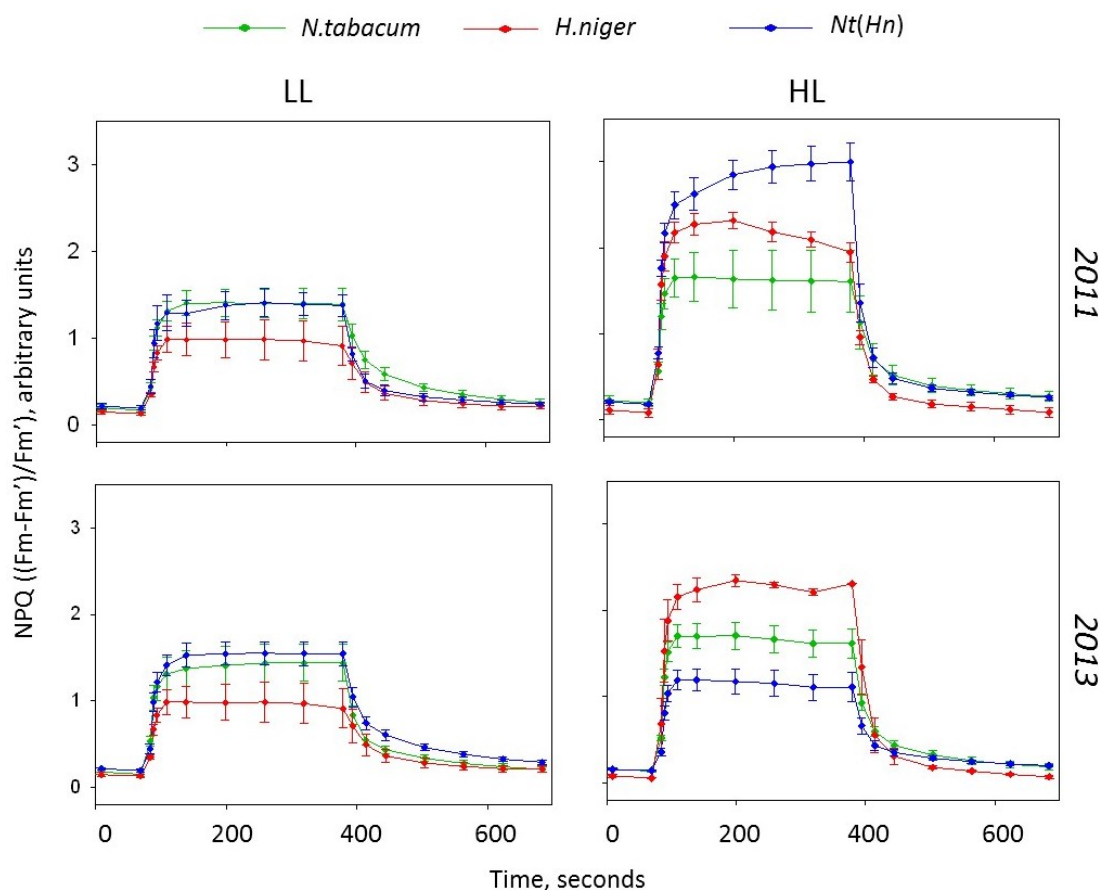 N.tabacum H.niger Nt(Hn)
LL HL
NPQ ((Fm-Fm’)/Fm’), arbitrary units
3
2
1
0
2011
3
2
1
0
2013
0 200 400 600 0 200 400 600
Time, seconds